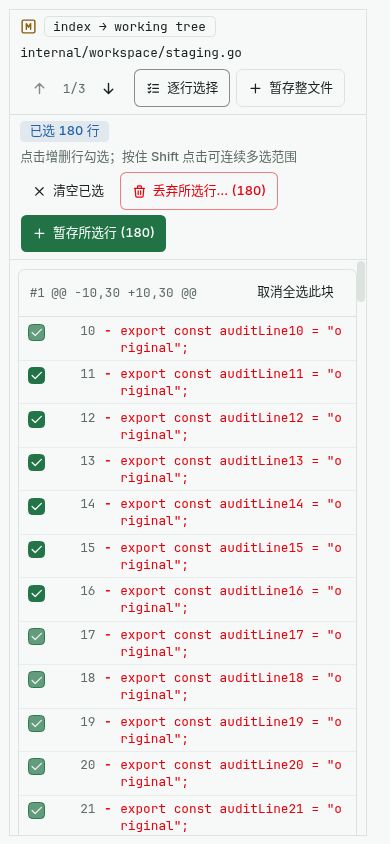 M index → working tree
internal/workspace/staging.go
↑ 1/3 ↓ 逐行选择 + 暂存整文件
已选 180 行
点击增删行勾选；按住 Shift 点击可连续多选范围
× 清空已选 丢弃所选行... (180)
+ 暂存所选行 (180)
#1 @@ -10,30 +10,30 @@ 取消全选此块
10 - export const auditLine10 = "o
riginal";
11 - export const auditLine11 = "o
riginal";
12 - export const auditLine12 = "o
riginal";
13 - export const auditLine13 = "o
riginal";
14 - export const auditLine14 = "o
riginal";
15 - export const auditLine15 = "o
riginal";
16 - export const auditLine16 = "o
riginal";
17 - export const auditLine17 = "o
riginal";
18 - export const auditLine18 = "o
riginal";
19 - export const auditLine19 = "o
riginal";
20 - export const auditLine20 = "o
riginal";
21 - export const auditLine21 = "o
riginal";